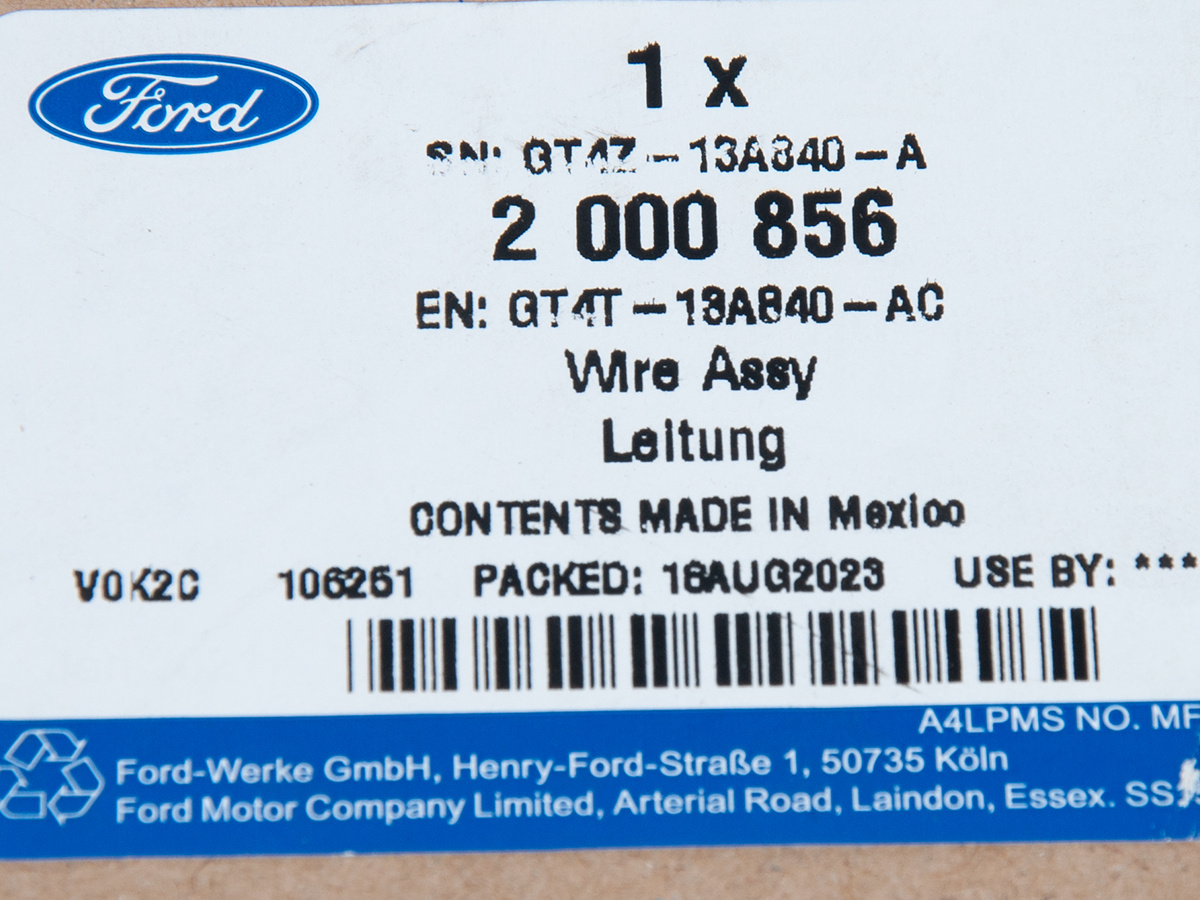 Ford
1 x
SN: GT4Z-13A840-A
2 000 856
EN: GT4T-13A840-AC
Wire Assy
Leitung
CONTENTS MADE IN Mexico
V0K2C 106251 PACKED: 16AUG2023 USE BY: ***
A4LPMS NO. MF
Ford-Werke GmbH, Henry-Ford-Straße 1, 50735 Köln
Ford Motor Company Limited, Arterial Road, Laindon, Essex. SS